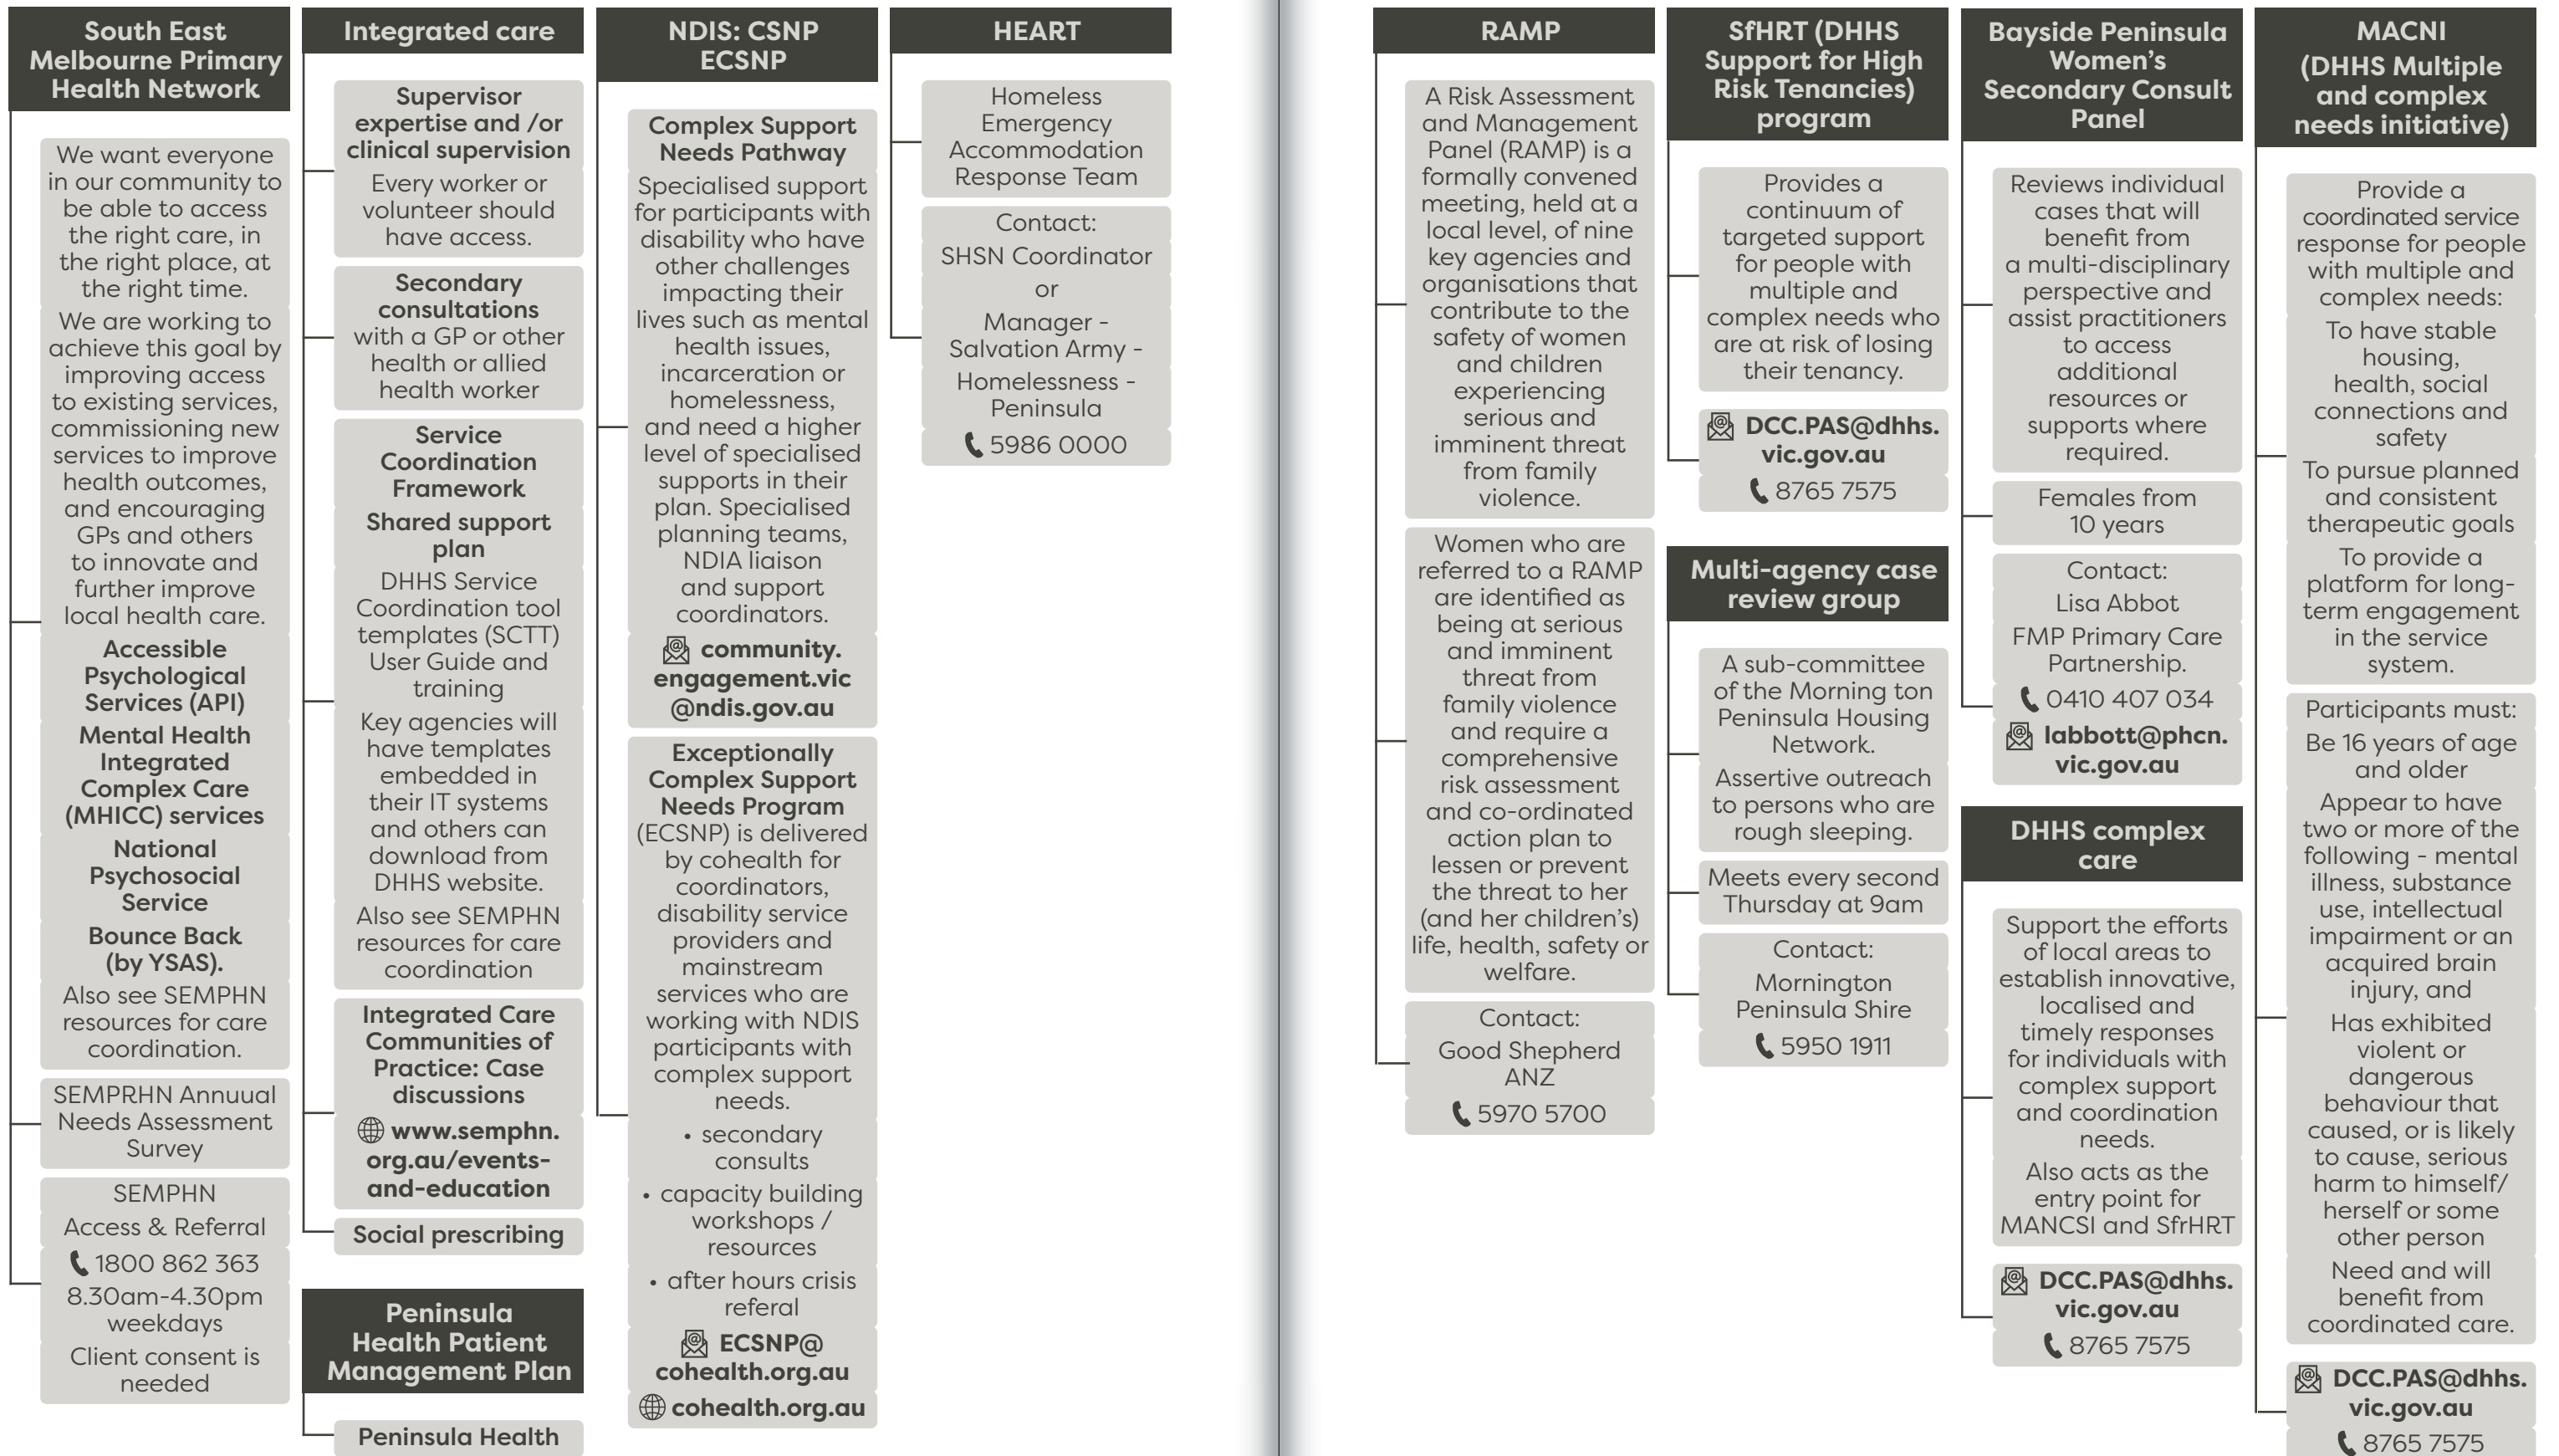 South East
Melbourne Primary
Health Network
We want everyone
in our community to
be able to access
the right care, in
the right place, at
the right time.
We are working to
achieve this goal by
improving access
to existing services,
commissioning new
services to improve
health outcomes,
and encouraging
GPs and others
to innovate and
further improve
local health care.
Accessible
Psychological
Services (API)
Mental Health
Integrated
Complex Care
(MHICC) services
National
Psychosocial
Service
Bounce Back
(by YSAS).
Also see SEMPHN
resources for care
coordination.
SEMPRHN Annuual
Needs Assessment
Survey
SEMPHN
Access & Referral
1800 862 363
8.30am-4.30pm
weekdays
Client consent is
needed
Integrated care
Supervisor
expertise and /or
clinical supervision
Every worker or
volunteer should
have access.
Secondary
consultations
with a GP or other
health or allied
health worker
Service
Coordination
Framework
Shared support
plan
DHHS Service
Coordination tool
templates (SCTT)
User Guide and
training
Key agencies will
have templates
embedded in
their IT systems
and others can
download from
DHHS website.
Also see SEMPHN
resources for care
coordination
Integrated Care
Communities of
Practice: Case
discussions
www.semphn.
org.au/events-
and-education
Social prescribing
Peninsula
Health Patient
Management Plan
Peninsula Health
NDIS: CSNP
ECSNP
Complex Support
Needs Pathway
Specialised support
for participants with
disability who have
other challenges
impacting their
lives such as mental
health issues,
incarceration or
homelessness,
and need a higher
level of specialised
supports in their
plan. Specialised
planning teams,
NDIA liaison
and support
coordinators.
community.
engagement.vic
@ndis.gov.au
Exceptionally
Complex Support
Needs Program
(ECSNP) is delivered
by cohealth for
coordinators,
disability service
providers and
mainstream
services who are
working with NDIS
participants with
complex support
needs.
• secondary
consults
• capacity building
workshops /
resources
• after hours crisis
referal
ECSNP@
cohealth.org.au
cohealth.org.au
HEART
Homeless
Emergency
Accommodation
Response Team
Contact:
SHSN Coordinator
or
Manager -
Salvation Army -
Homelessness -
Peninsula
5986 0000
RAMP
A Risk Assessment
and Management
Panel (RAMP) is a
formally convened
meeting, held at a
local level, of nine
key agencies and
organisations that
contribute to the
safety of women
and children
experiencing
serious and
imminent threat
from family
violence.
Women who are
referred to a RAMP
are identified as
being at serious
and imminent
threat from
family violence
and require a
comprehensive
risk assessment
and co-ordinated
action plan to
lessen or prevent
the threat to her
(and her children's)
life, health, safety or
welfare.
Contact:
Good Shepherd
ANZ
5970 5700
SfHRT (DHHS
Support for High
Risk Tenancies)
program
Provides a
continuum of
targeted support
for people with
multiple and
complex needs who
are at risk of losing
their tenancy.
DCC.PAS@dhhs.
vic.gov.au
8765 7575
Multi-agency case
review group
A sub-committee
of the Morning ton
Peninsula Housing
Network.
Assertive outreach
to persons who are
rough sleeping.
Meets every second
Thursday at 9am
Contact:
Mornington
Peninsula Shire
5950 1911
Bayside Peninsula
Women's
Secondary Consult
Panel
Reviews individual
cases that will
benefit from
a multi-disciplinary
perspective and
assist practitioners
to access
additional
resources or
supports where
required.
Females from
10 years
Contact:
Lisa Abbot
FMP Primary Care
Partnership.
0410 407 034
labbott@phcn.
vic.gov.au
DHHS complex
care
Support the efforts
of local areas to
establish innovative,
localised and
timely responses
for individuals with
complex support
and coordination
needs.
Also acts as the
entry point for
MANCSI and SfrHRT
DCC.PAS@dhhs.
vic.gov.au
8765 7575
MACNI
(DHHS Multiple
and complex
needs initiative)
Provide a
coordinated service
response for people
with multiple and
complex needs:
To have stable
housing,
health, social
connections and
safety
To pursue planned
and consistent
therapeutic goals
To provide a
platform for long-
term engagement
in the service
system.
Participants must:
Be 16 years of age
and older
Appear to have
two or more of the
following - mental
illness, substance
use, intellectual
impairment or an
acquired brain
injury, and
Has exhibited
violent or
dangerous
behaviour that
caused, or is likely
to cause, serious
harm to himself/
herself or some
other person
Need and will
benefit from
coordinated care.
DCC.PAS@dhhs.
vic.gov.au
8765 7575